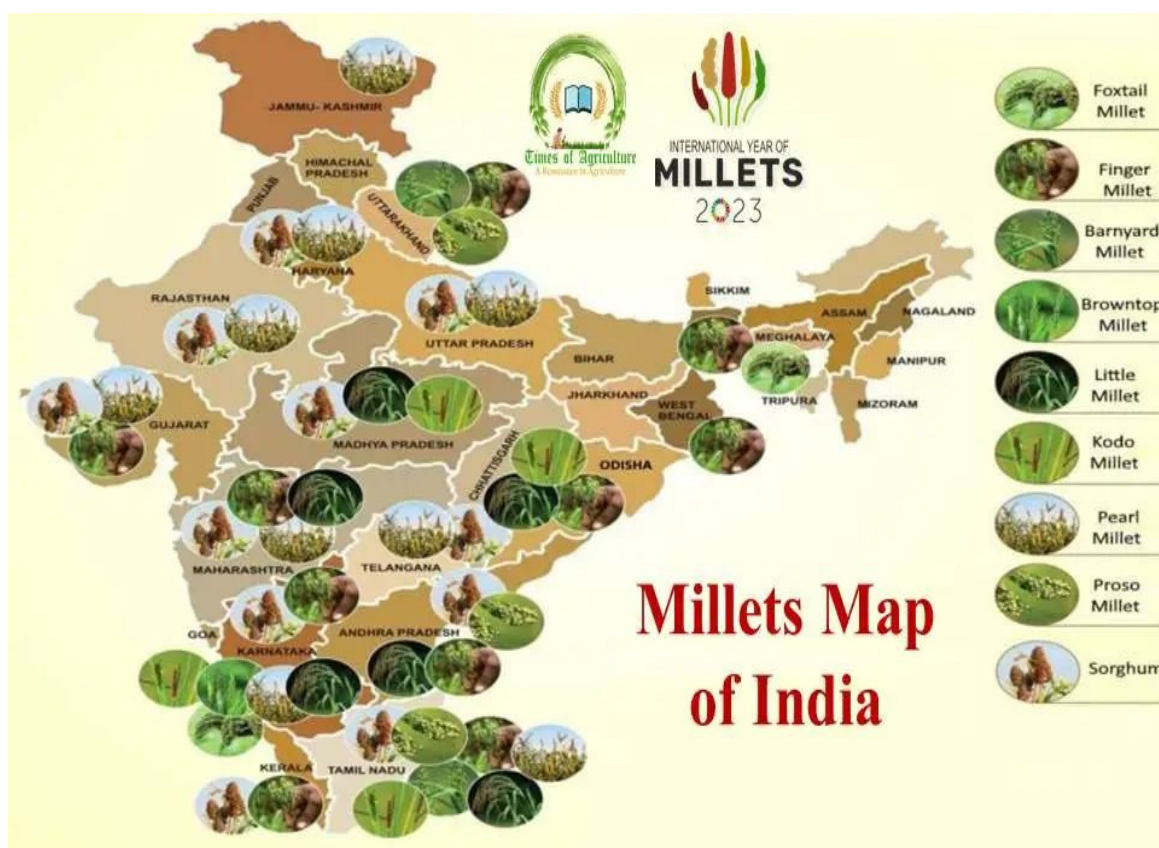 JAMMU- KASHMIR
HIMACHAL
PRADESH
PUNJAB
UTTARAKHAND
HARYANA
RAJASTHAN
UTTAR PRADESH
SIKKIM
ASSAM
NAGALAND
MEGHALAYA
MANIPUR
BIHAR
TRIPURA
MIZORAM
JHARKHAND
WEST
BENGAL
GUJARAT
MADHYA PRADESH
CHHATTISGARH
ODISHA
MAHARASHTRA
TELANGANA
GOA
KARNATAKA
ANDHRA PRADESH
KERALA
TAMIL NADU
Times of Agriculture
A Renaissance in Agriculture
INTERNATIONAL YEAR OF
MILLETS
2023
Foxtail
Millet
Finger
Millet
Barnyard
Millet
Browntop
Millet
Little
Millet
Kodo
Millet
Pearl
Millet
Proso
Millet
Sorghum
Millets Map
of India